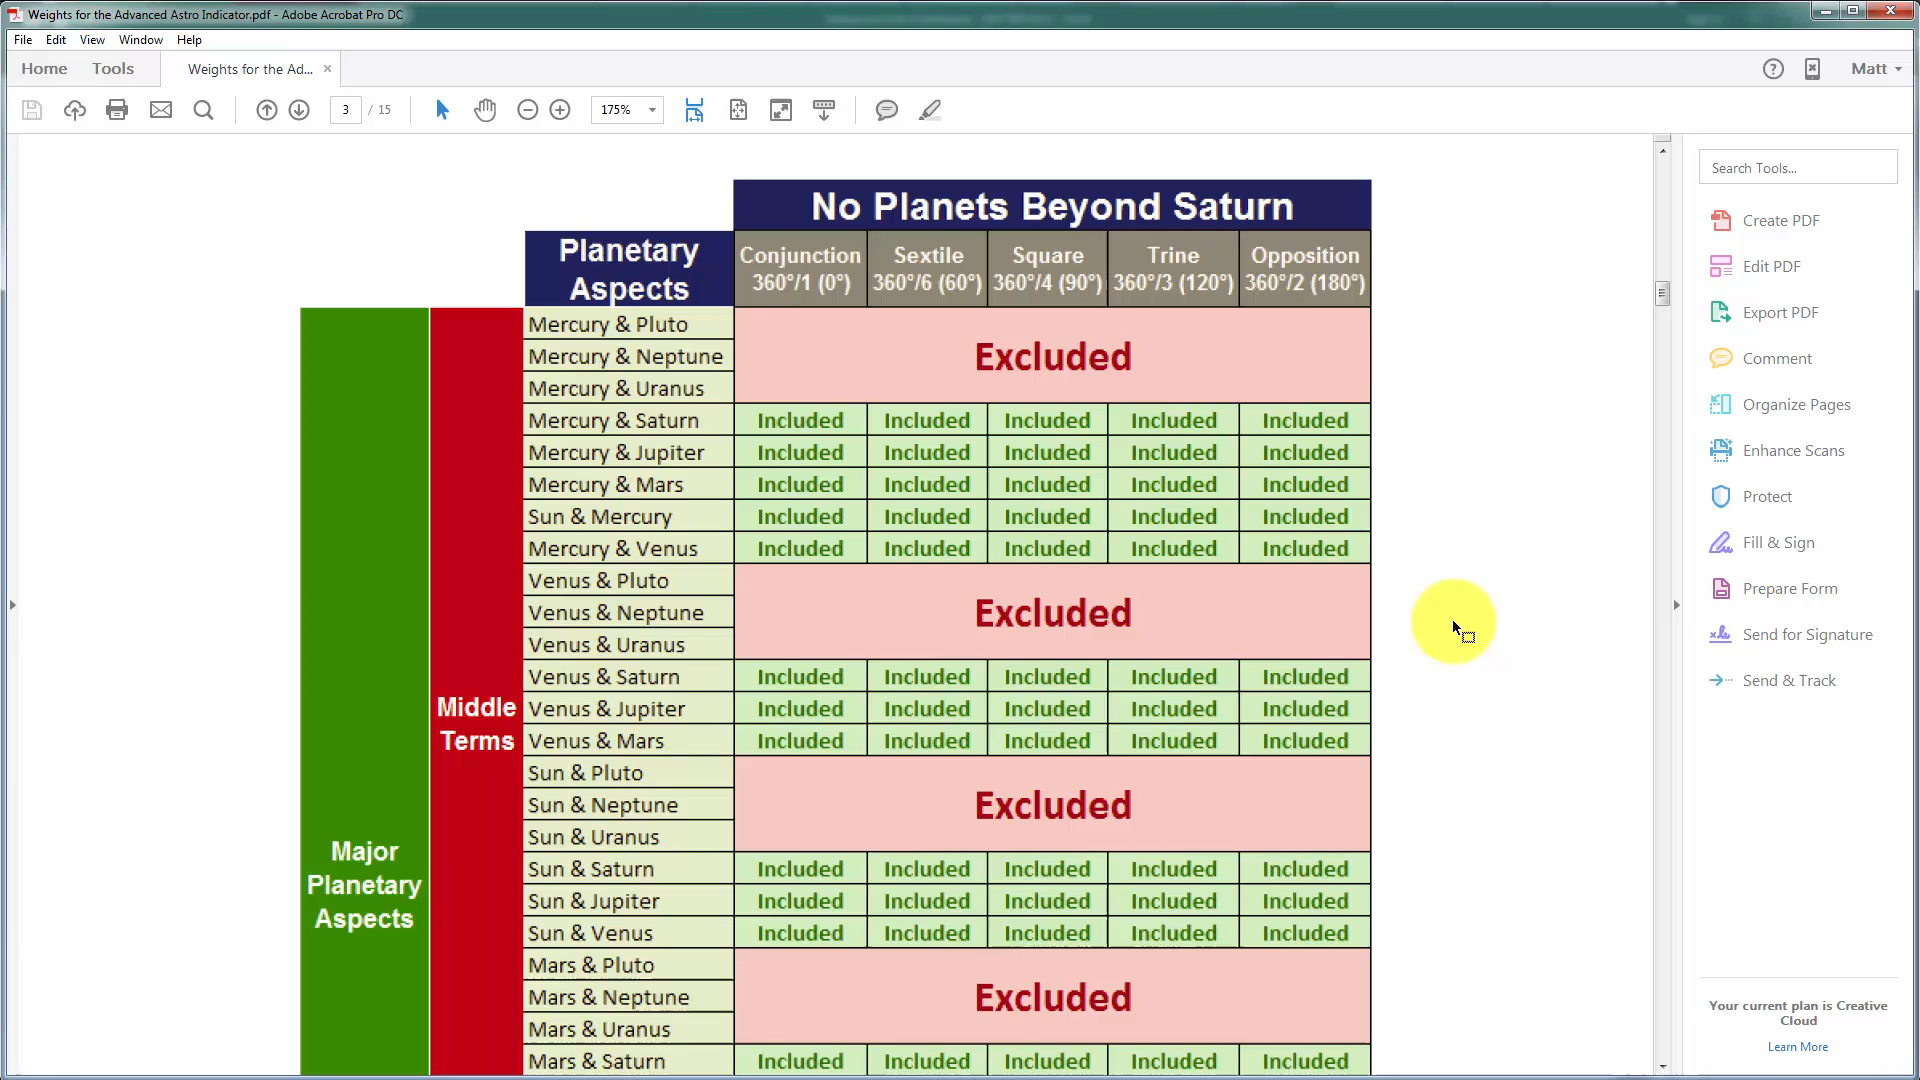 Weights for the Advanced Astro Indicator.pdf - Adobe Acrobat Pro DC
File Edit View Window Help
Home Tools Weights for the Ad... × Matt
3 / 15 175%
Search Tools...
No Planets Beyond Saturn
Planetary Aspects Conjunction 360°/1 (0°) Sextile 360°/6 (60°) Square 360°/4 (90°) Trine 360°/3 (120°) Opposition 360°/2 (180°)
Major Planetary Aspects
Middle Terms
Mercury & Pluto
Mercury & Neptune Excluded
Mercury & Uranus
Mercury & Saturn Included Included Included Included Included
Mercury & Jupiter Included Included Included Included Included
Mercury & Mars Included Included Included Included Included
Sun & Mercury Included Included Included Included Included
Mercury & Venus Included Included Included Included Included
Venus & Pluto
Venus & Neptune Excluded
Venus & Uranus
Venus & Saturn Included Included Included Included Included
Venus & Jupiter Included Included Included Included Included
Venus & Mars Included Included Included Included Included
Sun & Pluto
Sun & Neptune Excluded
Sun & Uranus
Sun & Saturn Included Included Included Included Included
Sun & Jupiter Included Included Included Included Included
Sun & Venus Included Included Included Included Included
Mars & Pluto
Mars & Neptune Excluded
Mars & Uranus
Mars & Saturn Included Included Included Included Included
Create PDF
Edit PDF
Export PDF
Comment
Organize Pages
Enhance Scans
Protect
Fill & Sign
Prepare Form
Send for Signature
Send & Track
Your current plan is Creative
Cloud
Learn More